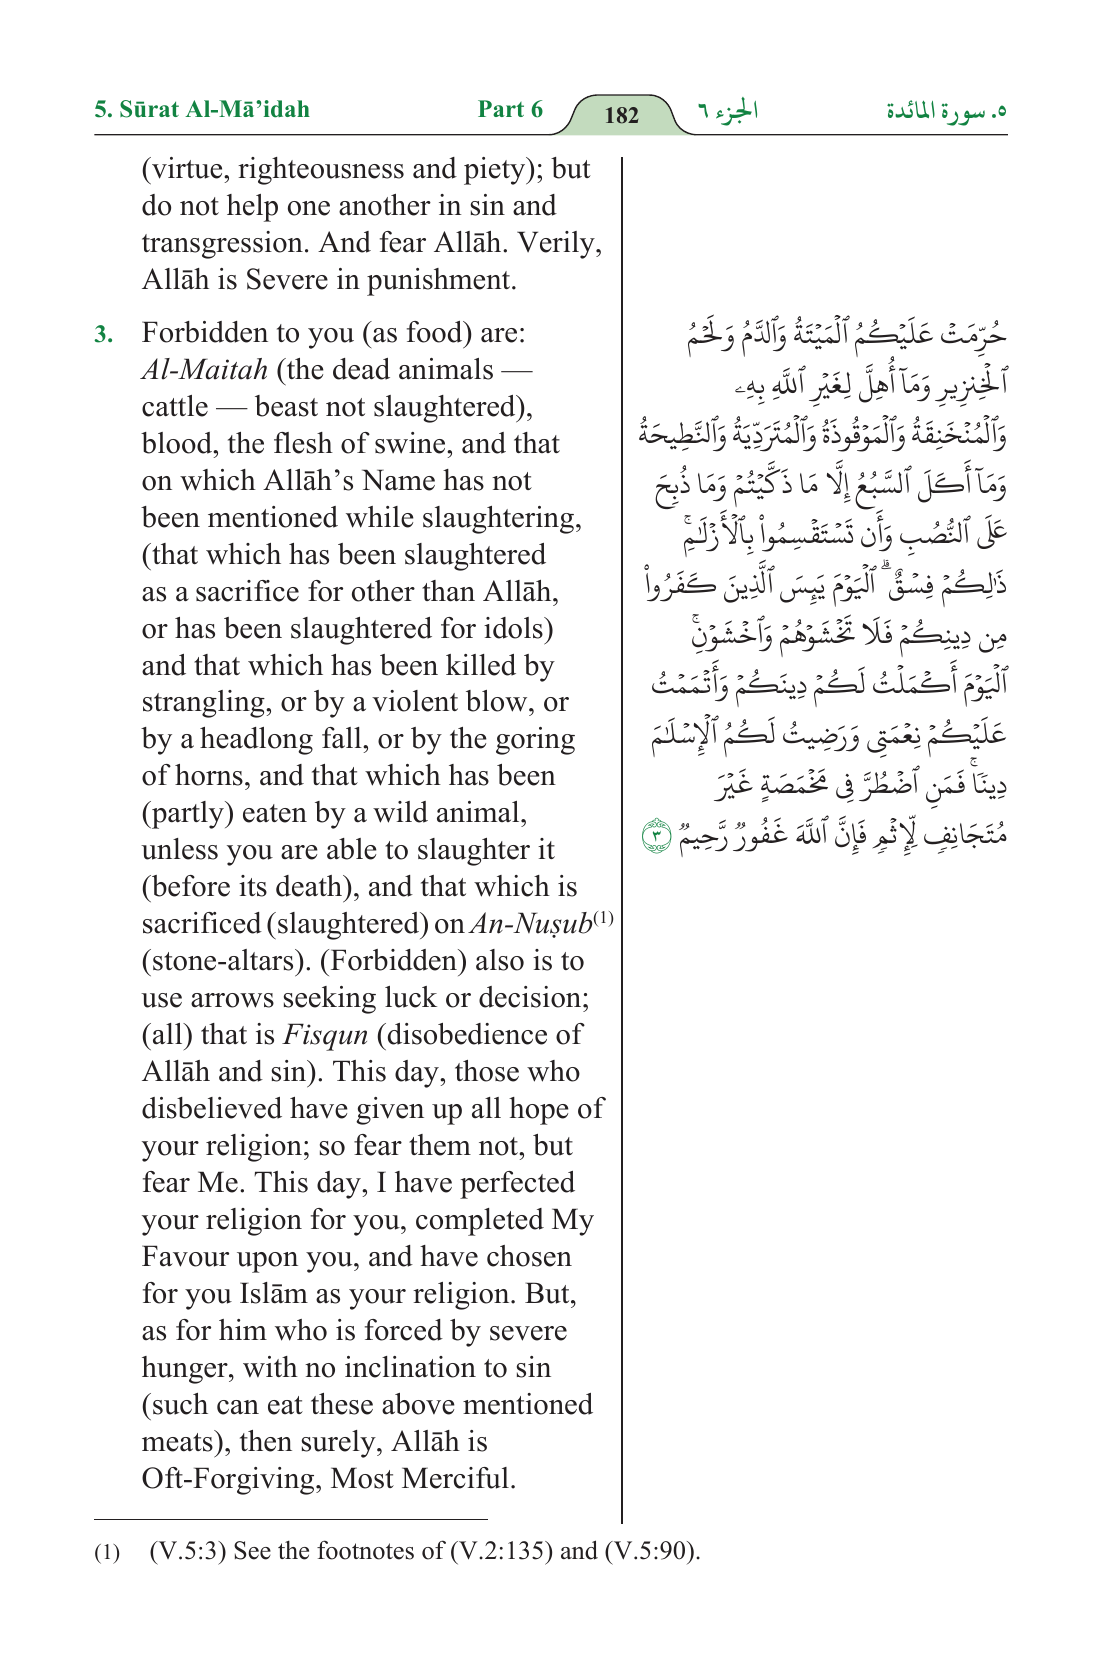 5. Sūrat Al-Mā’idah Part 6 182 الجزء ٦ ٥. سورة المائدة
(virtue, righteousness and piety); but
do not help one another in sin and
transgression. And fear Allāh. Verily,
Allāh is Severe in punishment.
3. Forbidden to you (as food) are:
Al-Maitah (the dead animals —
cattle — beast not slaughtered),
blood, the flesh of swine, and that
on which Allāh’s Name has not
been mentioned while slaughtering,
(that which has been slaughtered
as a sacrifice for other than Allāh,
or has been slaughtered for idols)
and that which has been killed by
strangling, or by a violent blow, or
by a headlong fall, or by the goring
of horns, and that which has been
(partly) eaten by a wild animal,
unless you are able to slaughter it
(before its death), and that which is
sacrificed (slaughtered) on An-Nuṣub(1)
(stone-altars). (Forbidden) also is to
use arrows seeking luck or decision;
(all) that is Fisqun (disobedience of
Allāh and sin). This day, those who
disbelieved have given up all hope of
your religion; so fear them not, but
fear Me. This day, I have perfected
your religion for you, completed My
Favour upon you, and have chosen
for you Islām as your religion. But,
as for him who is forced by severe
hunger, with no inclination to sin
(such can eat these above mentioned
meats), then surely, Allāh is
Oft-Forgiving, Most Merciful.
حُرِّمَتۡ عَلَيۡكُمُ ٱلۡمَيۡتَةُ وَٱلدَّمُ وَلَحۡمُ
ٱلۡخِنزِيرِ وَمَآ أُهِلَّ لِغَيۡرِ ٱللَّهِ بِهِۦ
وَٱلۡمُنۡخَنِقَةُ وَٱلۡمَوۡقُوذَةُ وَٱلۡمُتَرَدِّيَةُ وَٱلنَّطِيحَةُ
وَمَآ أَكَلَ ٱلسَّبُعُ إِلَّا مَا ذَكَّيۡتُمۡ وَمَا ذُبِحَ
عَلَى ٱلنُّصُبِ وَأَن تَسۡتَقۡسِمُواْ بِٱلۡأَزۡلَٰمِۚ
ذَٰلِكُمۡ فِسۡقٌۗ ٱلۡيَوۡمَ يَئِسَ ٱلَّذِينَ كَفَرُواْ
مِن دِينِكُمۡ فَلَا تَخۡشَوۡهُمۡ وَٱخۡشَوۡنِۚ
ٱلۡيَوۡمَ أَكۡمَلۡتُ لَكُمۡ دِينَكُمۡ وَأَتۡمَمۡتُ
عَلَيۡكُمۡ نِعۡمَتِي وَرَضِيتُ لَكُمُ ٱلۡإِسۡلَٰمَ
دِينٗاۚ فَمَنِ ٱضۡطُرَّ فِي مَخۡمَصَةٍ غَيۡرَ
مُتَجَانِفٖ لِّإِثۡمٖ فَإِنَّ ٱللَّهَ غَفُورٞ رَّحِيمٞ ٣
(1) (V.5:3) See the footnotes of (V.2:135) and (V.5:90).